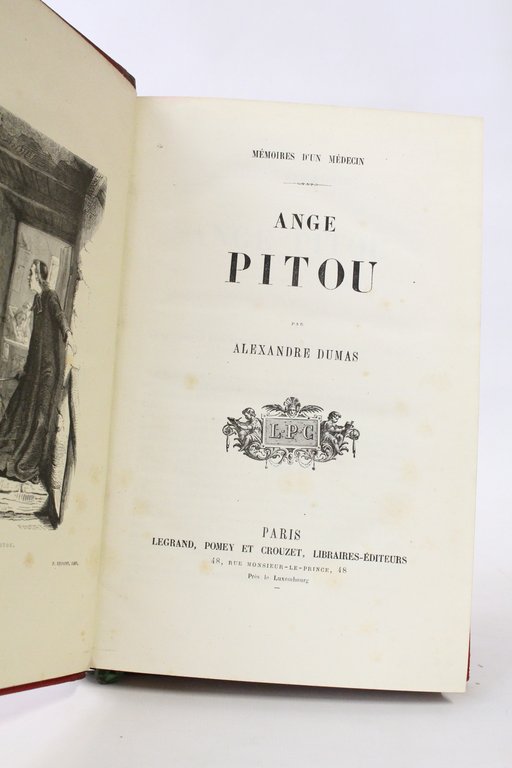 MÉMOIRES D'UN MÉDECIN
ANGE
PITOU
PAR
ALEXANDRE DUMAS
L·P·C
PARIS
LEGRAND, POMEY ET CROUZET, LIBRAIRES-ÉDITEURS
48, RUE MONSIEUR-LE-PRINCE, 48
Près le Luxembourg